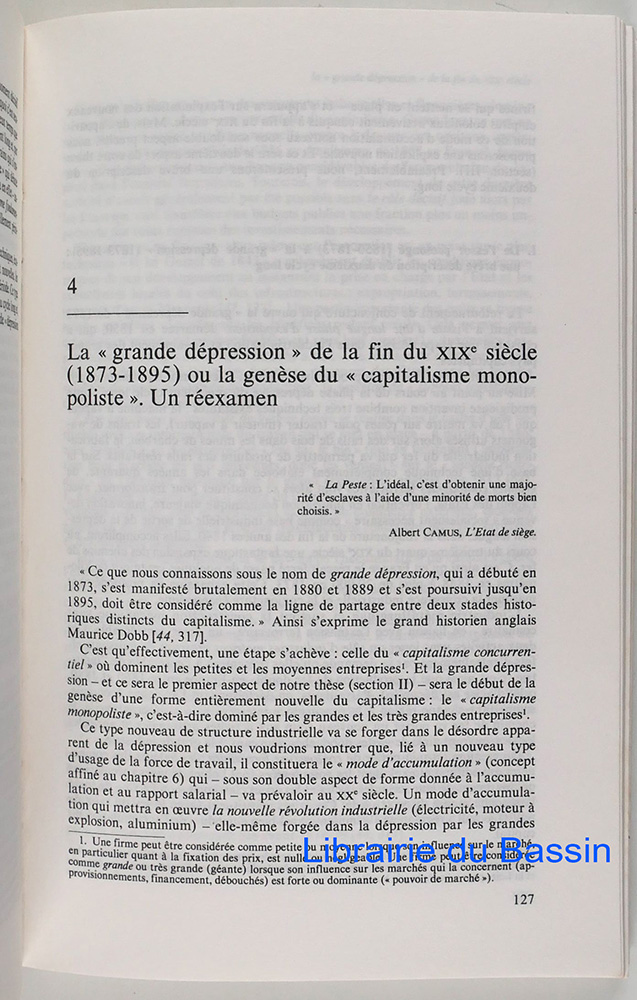 4
La « grande dépression » de la fin du XIXe siècle
(1873-1895) ou la genèse du « capitalisme mono-
poliste ». Un réexamen
« La Peste : L'idéal, c'est d'obtenir une majo-
rité d'esclaves à l'aide d'une minorité de morts bien
choisis. »
Albert CAMUS, L'Etat de siège.
« Ce que nous connaissons sous le nom de grande dépression, qui a débuté en
1873, s'est manifesté brutalement en 1880 et 1889 et s'est poursuivi jusqu'en
1895, doit être considéré comme la ligne de partage entre deux stades histo-
riques distincts du capitalisme. » Ainsi s'exprime le grand historien anglais
Maurice Dobb [44, 317].
C'est qu'effectivement, une étape s'achève : celle du « capitalisme concurren-
tiel » où dominent les petites et les moyennes entreprises¹. Et la grande dépres-
sion – et ce sera le premier aspect de notre thèse (section II) – sera le début de la
genèse d'une forme entièrement nouvelle du capitalisme : le « capitalisme
monopoliste », c'est-à-dire dominé par les grandes et les très grandes entreprises¹.
Ce type nouveau de structure industrielle va se forger dans le désordre appa-
rent de la dépression et nous voudrions montrer que, lié à un nouveau type
d'usage de la force de travail, il constituera le « mode d'accumulation » (concept
affiné au chapitre 6) qui – sous son double aspect de forme donnée à l'accumu-
lation et au rapport salarial – va prévaloir au XXe siècle. Un mode d'accumula-
tion qui mettra en œuvre la nouvelle révolution industrielle (électricité, moteur à
explosion, aluminium) – elle-même forgée dans la dépression par les grandes
1. Une firme peut être considérée comme petite ou moyenne lorsque son influence sur le marché,
en particulier quant à la fixation des prix, est nulle ou négligeable. Une firme peut être considérée
comme grande ou très grande (géante) lorsque son influence sur les marchés qui la concernent (ap-
provisionnements, financement, débouchés) est forte ou dominante (« pouvoir de marché »).
Librairie du Bassin
127